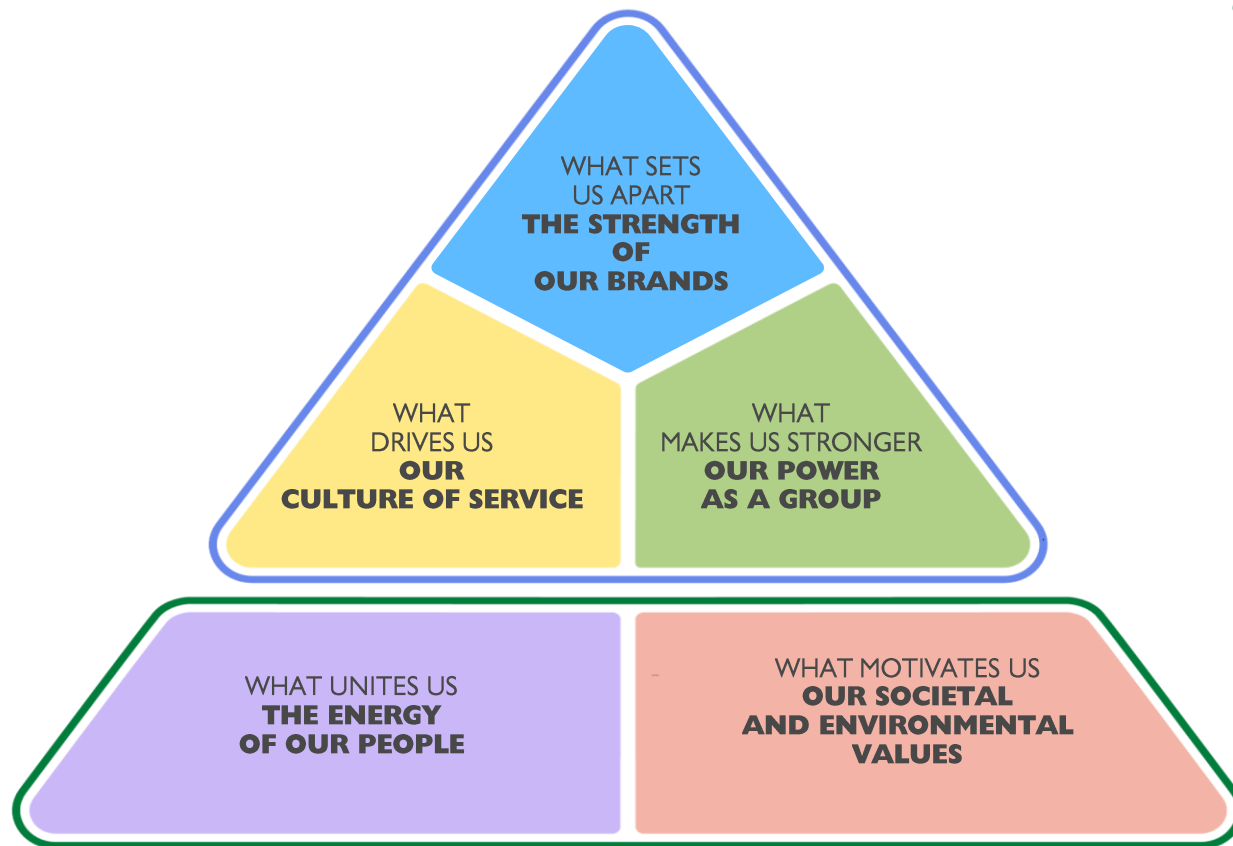 WHAT SETS
US APART
THE STRENGTH
OF
OUR BRANDS
WHAT
DRIVES US
OUR
CULTURE OF SERVICE
WHAT
MAKES US STRONGER
OUR POWER
AS A GROUP
WHAT UNITES US
THE ENERGY
OF OUR PEOPLE
WHAT MOTIVATES US
OUR SOCIETAL
AND ENVIRONMENTAL
VALUES